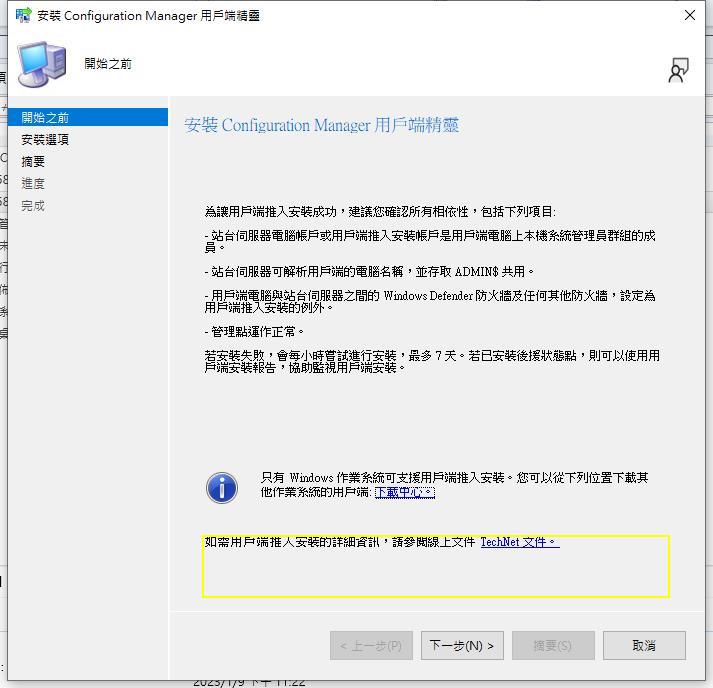 安裝 Configuration Manager 用戶端精靈
開始之前
開始之前
安裝選項
摘要
進度
完成
安裝 Configuration Manager 用戶端精靈
為讓用戶端推入安裝成功，建議您確認所有相依性，包括下列項目:
- 站台伺服器電腦帳戶或用戶端推入安裝帳戶是用戶端電腦上本機系統管理員群組的成
員。
- 站台伺服器可解析用戶端的電腦名稱，並存取 ADMIN$ 共用。
- 用戶端電腦與站台伺服器之間的 Windows Defender 防火牆及任何其他防火牆，設定為
用戶端推入安裝的例外。
- 管理點運作正常。
若安裝失敗，會每小時嘗試進行安裝，最多 7 天。若已安裝後援狀態點，則可以使用用
戶端安裝報告，協助監視用戶端安裝。
只有 Windows 作業系統可支援用戶端推入安裝。您可以從下列位置下載其
他作業系統的用戶端: 下載中心。
如需用戶端推入安裝的詳細資訊，請參閱線上文件 TechNet 文件。
< 上一步(P)
下一步(N) >
摘要(S)
取消
2023/1/9 下午 11:22